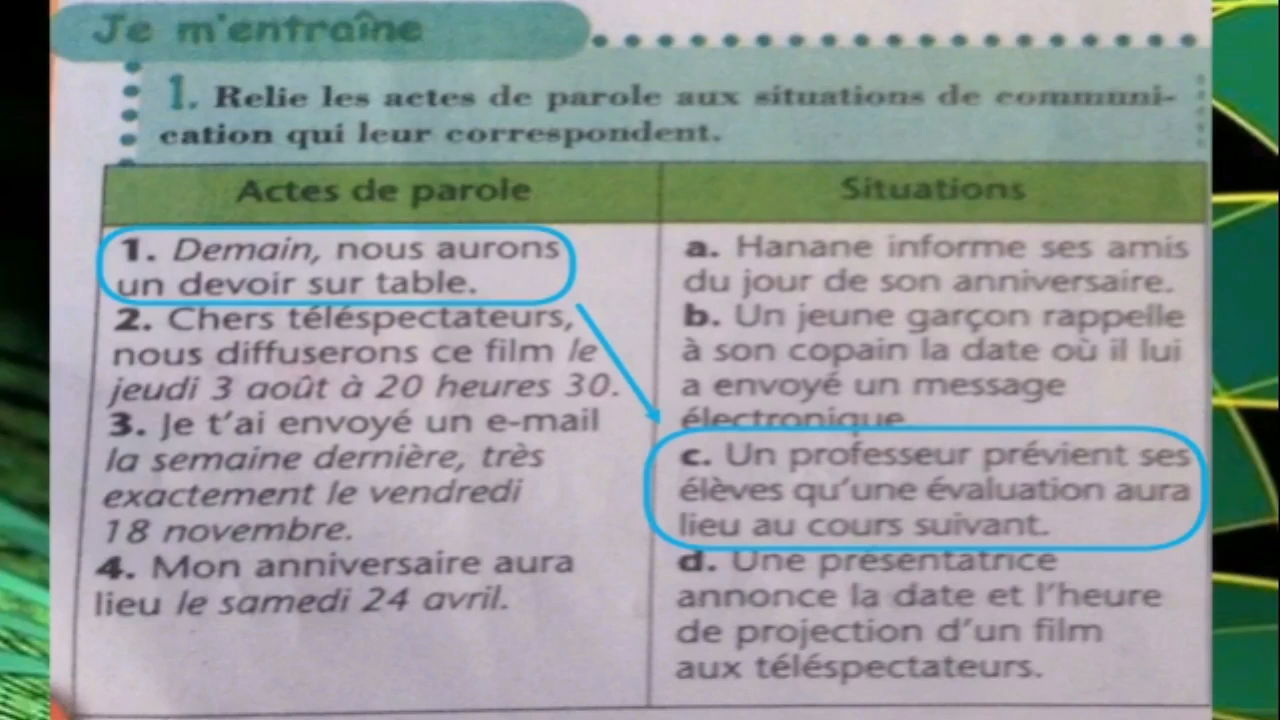 Je m'entraîne
1. Relie les actes de parole aux situations de communi-
cation qui leur correspondent.
Actes de parole
1. Demain, nous aurons
un devoir sur table.
2. Chers téléspectateurs,
nous diffuserons ce film le
jeudi 3 août à 20 heures 30.
3. Je t'ai envoyé un e-mail
la semaine dernière, très
exactement le vendredi
18 novembre.
4. Mon anniversaire aura
lieu le samedi 24 avril.
Situations
a. Hanane informe ses amis
du jour de son anniversaire.
b. Un jeune garçon rappelle
à son copain la date où il lui
a envoyé un message
électronique
c. Un professeur prévient ses
élèves qu'une évaluation aura
lieu au cours suivant.
d. Une présentatrice
annonce la date et l'heure
de projection d'un film
aux téléspectateurs.